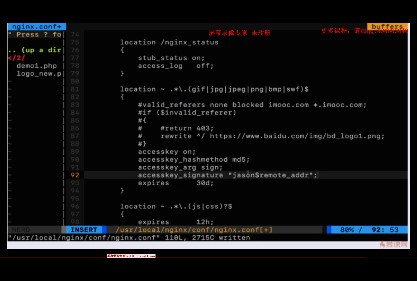 nginx.conf+ buffers
" Press ? fo
.. (up a dir
</2/
demo1.php
logo_new.p
74
75 location /nginx_status
76 {
77 stub_status on;
78 access_log off;
79 }
80
81 location ~ .*\.(gif|jpg|jpeg|png|bmp|swf)$
82 {
83 #valid_referers none blocked imooc.com *.imooc.com;
84 #if ($invalid_referer)
85 #{
86 # #return 403;
87 # rewrite ^/ https://www.baidu.com/img/bd_logo1.png;
88 #}
89 accesskey on;
90 accesskey_hashmethod md5;
91 accesskey_arg sign;
92 accesskey_signature "jason$remote_addr";
93 expires 30d;
94 }
95
96 location ~ .*\.(js|css)?$
97 {
98 expires 12h;
INSERT /usr/local/nginx/conf/nginx.conf[+] 80% / 92: 53
"/usr/local/nginx/conf/nginx.conf" 110L, 2715C written